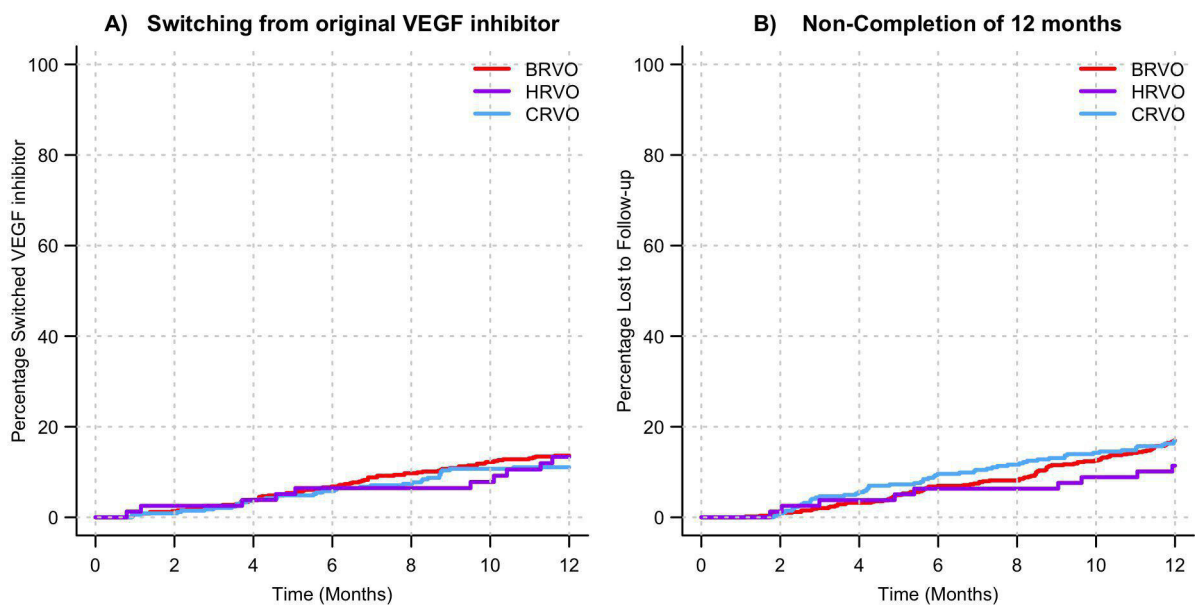 A) Switching from original VEGF inhibitor
Percentage Switched VEGF inhibitor
100
80
60
40
20
0
BRVO
HRVO
CRVO
0 2 4 6 8 10 12
Time (Months)
B) Non-Completion of 12 months
Percentage Lost to Follow-up
100
80
60
40
20
0
BRVO
HRVO
CRVO
0 2 4 6 8 10 12
Time (Months)